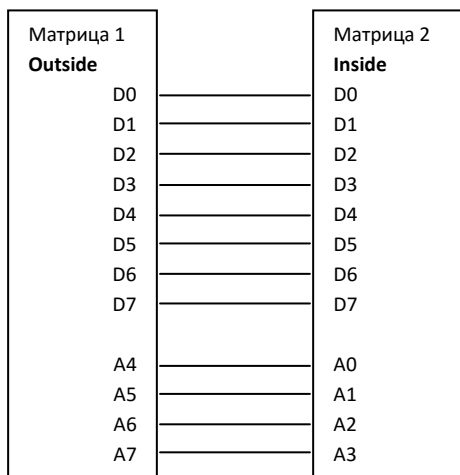 Матрица 1 Матрица 2
Outside Inside
D0 D0
D1 D1
D2 D2
D3 D3
D4 D4
D5 D5
D6 D6
D7 D7
A4 A0
A5 A1
A6 A2
A7 A3